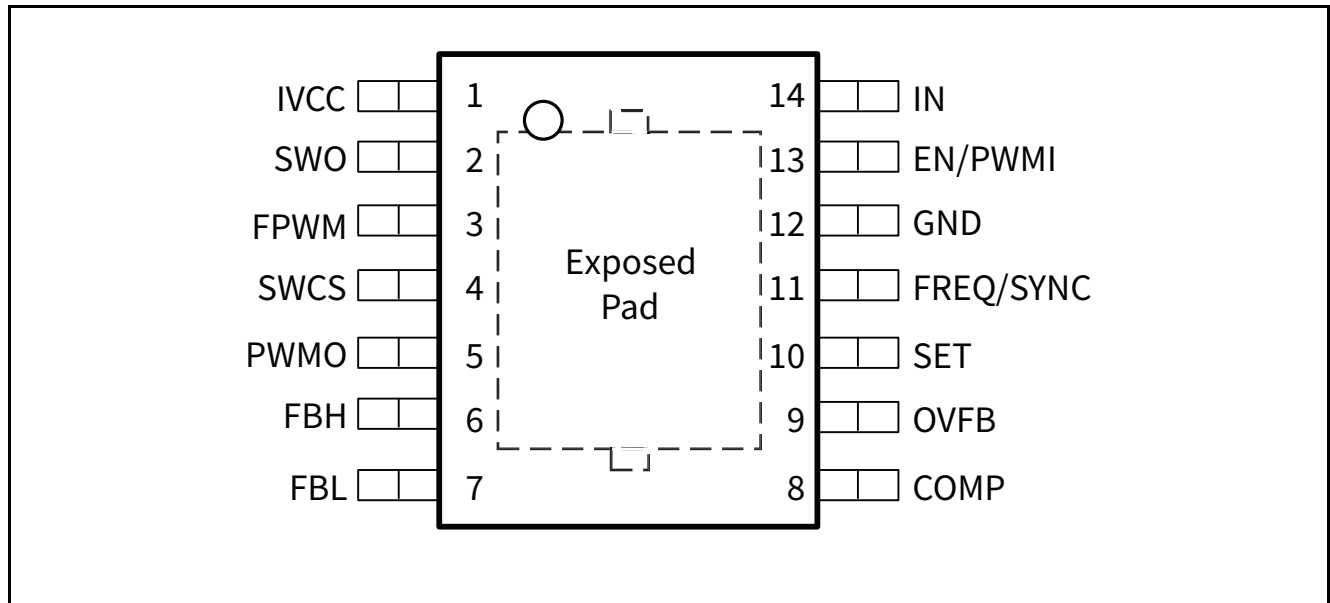 IVCC 1 14 IN
SWO 2 13 EN/PWMI
FPWM 3 12 GND
SWCS 4 11 FREQ/SYNC
Exposed
Pad
PWMO 5 10 SET
FBH 6 9 OVFB
FBL 7 8 COMP